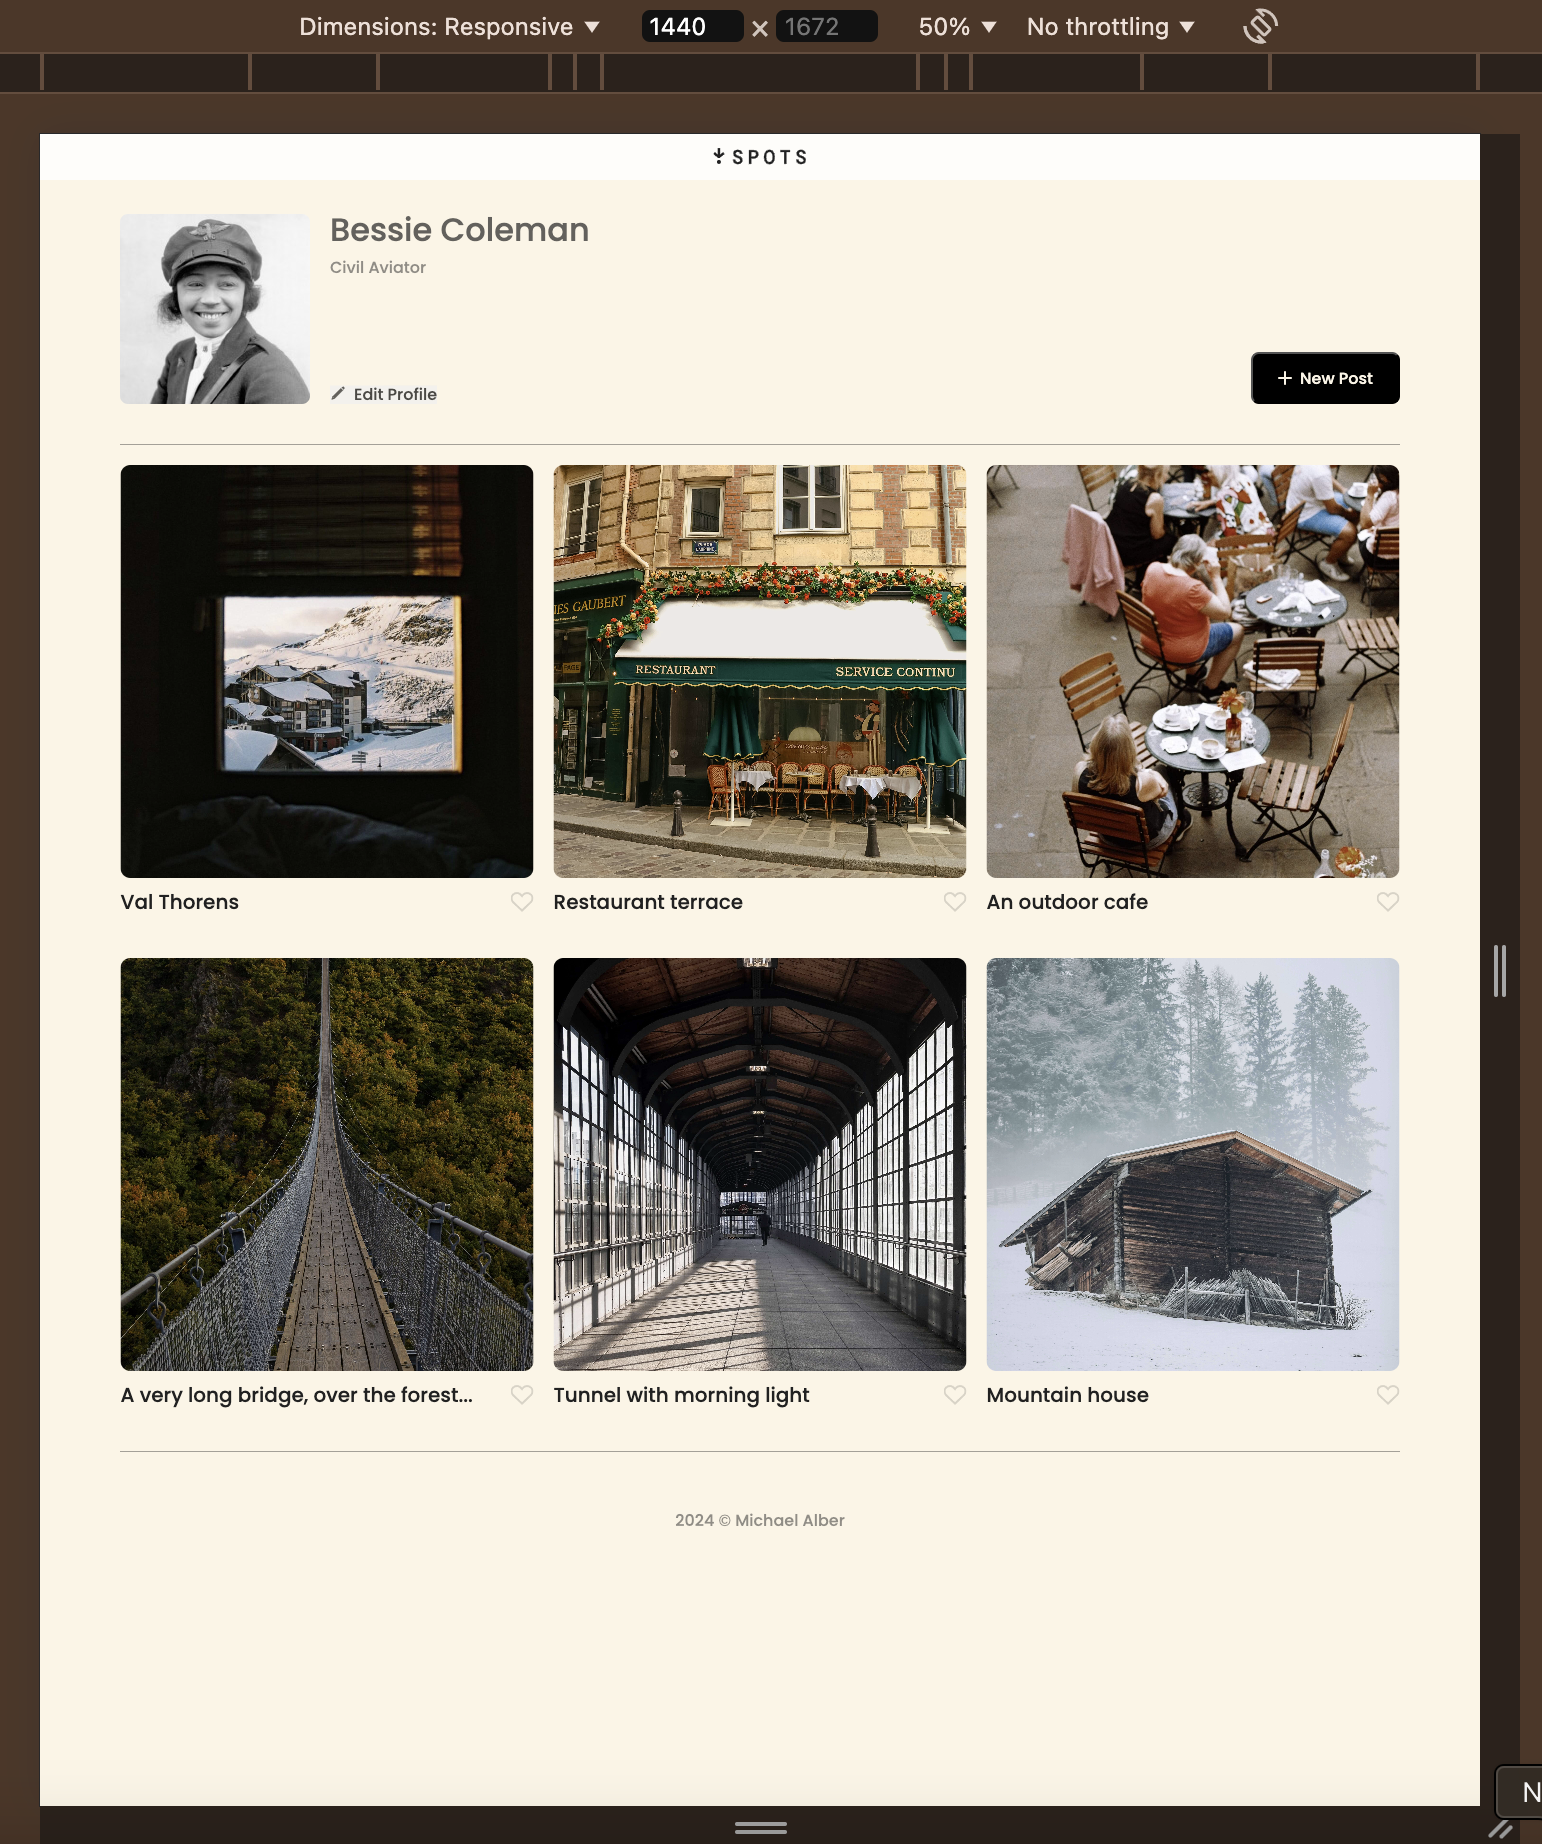 Dimensions: Responsive ▼ 1440 × 1672 50% ▼ No throttling ▼
SPOTS
Bessie Coleman
Civil Aviator
Edit Profile
+ New Post
ES GAUBERT
RESTAURANT
SERVICE CONTINU
Val Thorens
Restaurant terrace
An outdoor cafe
A very long bridge, over the forest...
Tunnel with morning light
Mountain house
2024 © Michael Alber
N